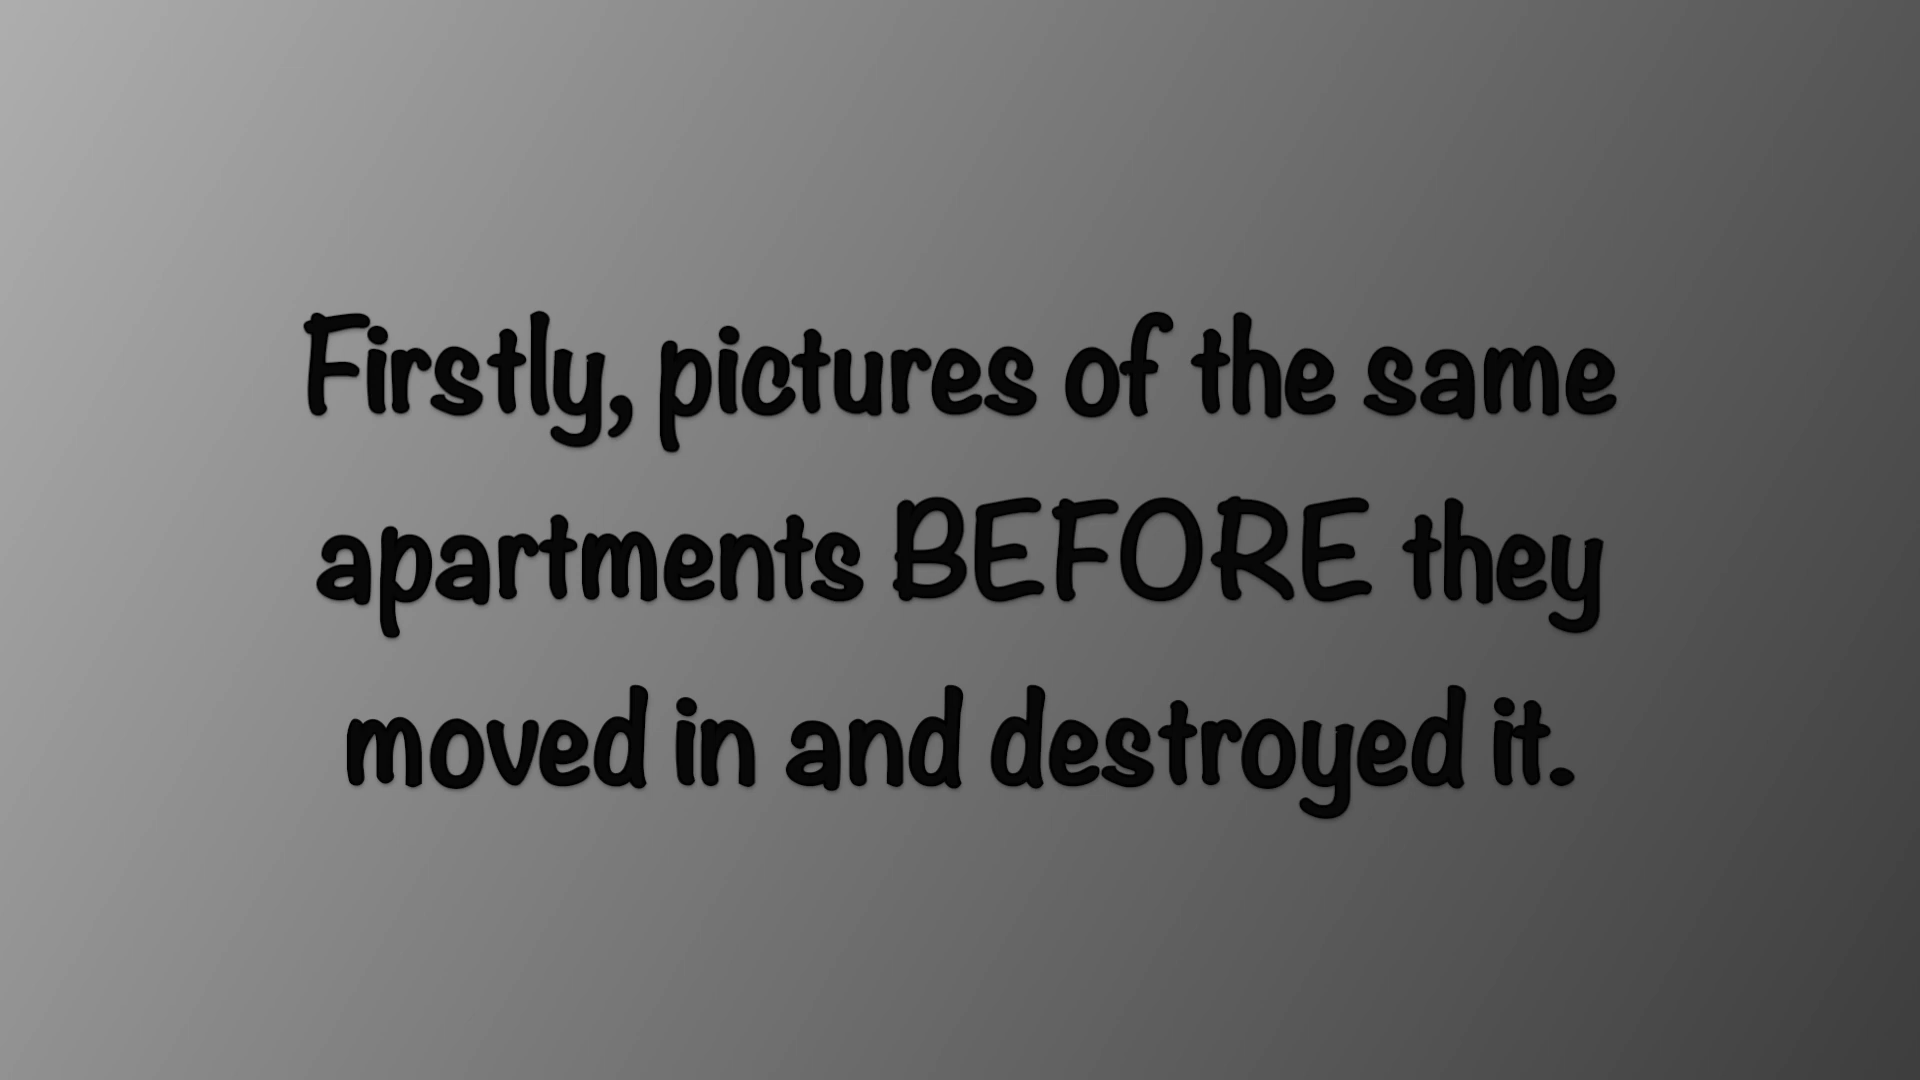 Firstly, pictures of the same
apartments BEFORE they
moved in and destroyed it.